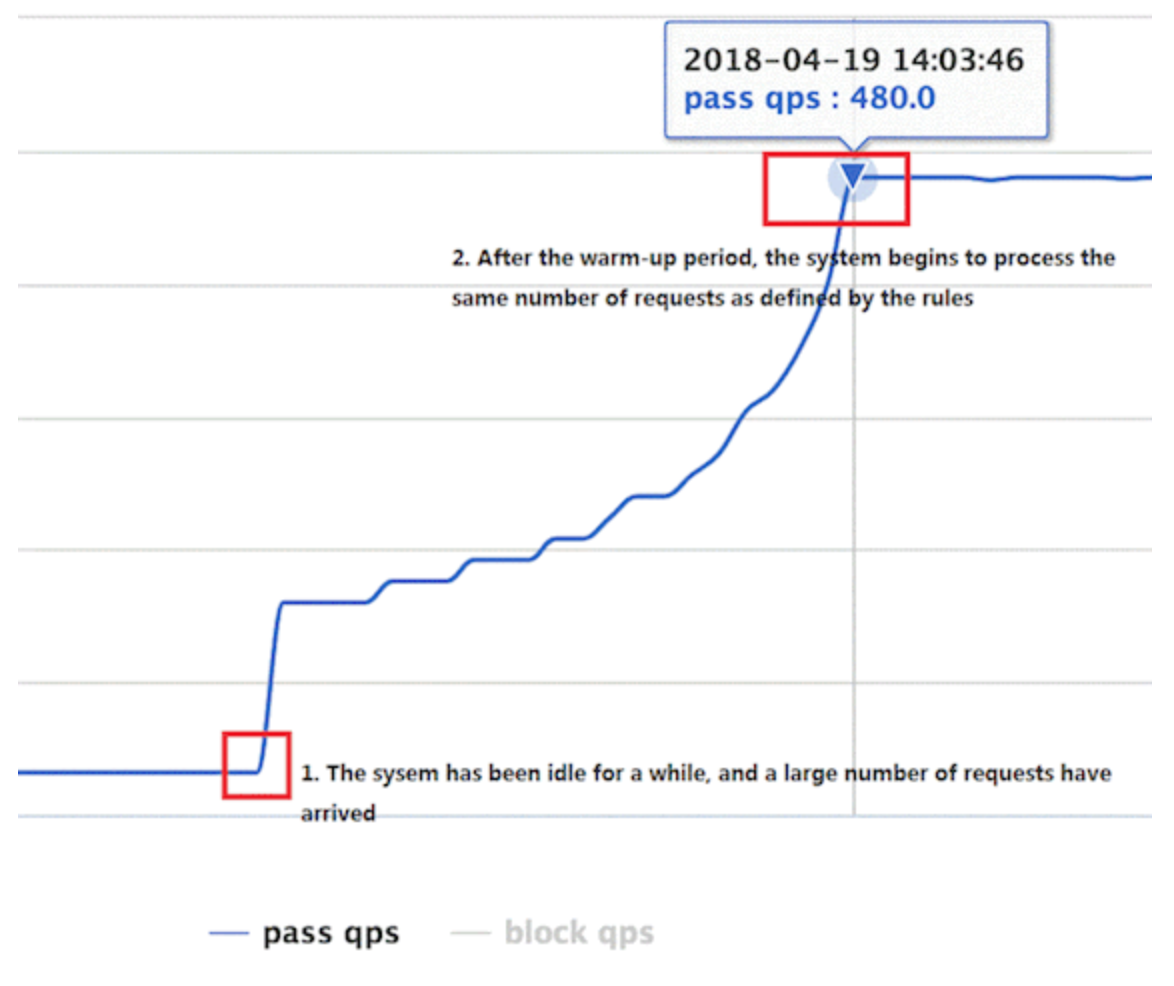 2018-04-19 14:03:46
pass qps : 480.0
2. After the warm-up period, the system begins to process the
same number of requests as defined by the rules
1. The sysem has been idle for a while, and a large number of requests have
arrived
pass qps
block qps